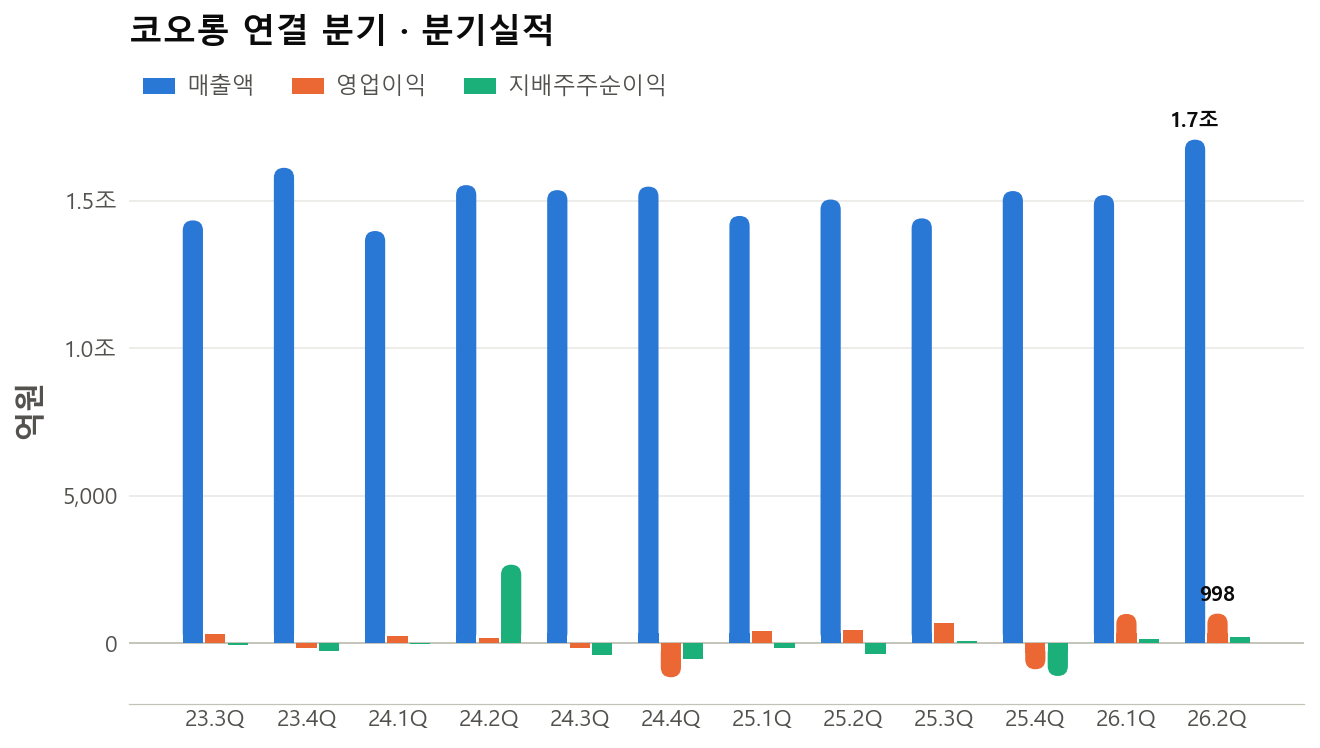 코오롱 연결 분기 · 분기실적
매출액 영업이익 지배주주순이익
1.7조
1.5조
1.0조
억원
5,000
998
0
23.3Q 23.4Q 24.1Q 24.2Q 24.3Q 24.4Q 25.1Q 25.2Q 25.3Q 25.4Q 26.1Q 26.2Q